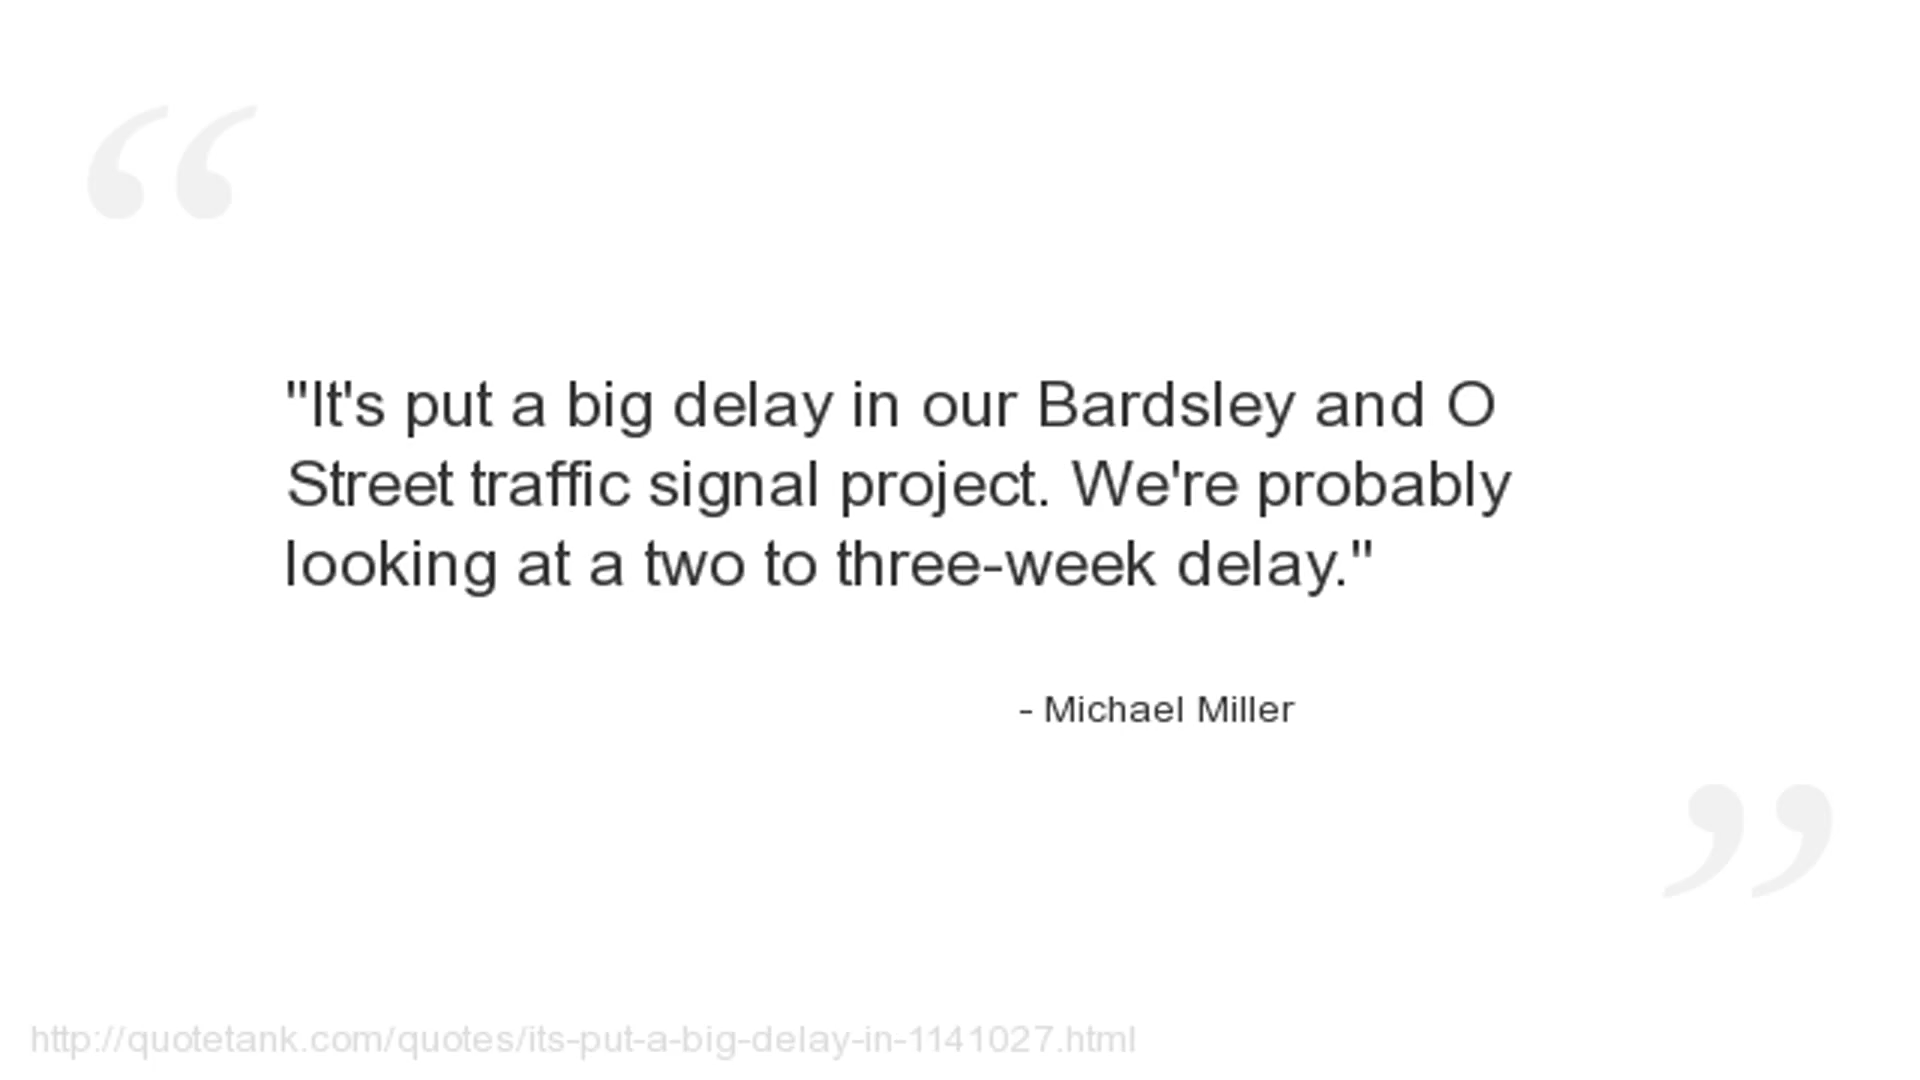 "It's put a big delay in our Bardsley and O
Street traffic signal project. We're probably
looking at a two to three-week delay."
- Michael Miller
http://quotetank.com/quotes/its-put-a-big-delay-in-1141027.html